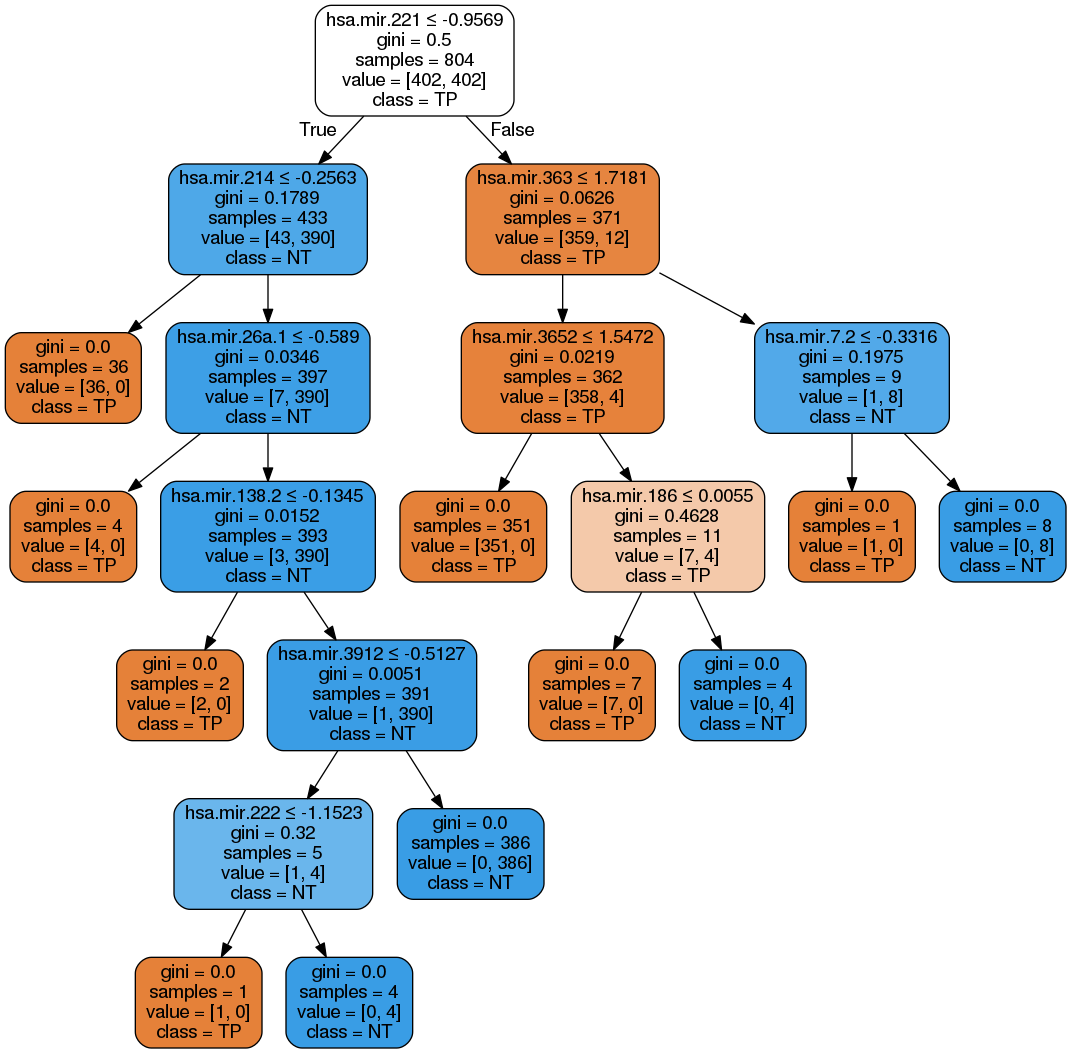 hsa.mir.221 ≤ -0.9569
gini = 0.5
samples = 804
value = [402, 402]
class = TP
True
False
hsa.mir.214 ≤ -0.2563
gini = 0.1789
samples = 433
value = [43, 390]
class = NT
hsa.mir.363 ≤ 1.7181
gini = 0.0626
samples = 371
value = [359, 12]
class = TP
gini = 0.0
samples = 36
value = [36, 0]
class = TP
hsa.mir.26a.1 ≤ -0.589
gini = 0.0346
samples = 397
value = [7, 390]
class = NT
hsa.mir.3652 ≤ 1.5472
gini = 0.0219
samples = 362
value = [358, 4]
class = TP
hsa.mir.7.2 ≤ -0.3316
gini = 0.1975
samples = 9
value = [1, 8]
class = NT
gini = 0.0
samples = 4
value = [4, 0]
class = TP
hsa.mir.138.2 ≤ -0.1345
gini = 0.0152
samples = 393
value = [3, 390]
class = NT
gini = 0.0
samples = 351
value = [351, 0]
class = TP
hsa.mir.186 ≤ 0.0055
gini = 0.4628
samples = 11
value = [7, 4]
class = TP
gini = 0.0
samples = 1
value = [1, 0]
class = TP
gini = 0.0
samples = 8
value = [0, 8]
class = NT
gini = 0.0
samples = 2
value = [2, 0]
class = TP
hsa.mir.3912 ≤ -0.5127
gini = 0.0051
samples = 391
value = [1, 390]
class = NT
gini = 0.0
samples = 7
value = [7, 0]
class = TP
gini = 0.0
samples = 4
value = [0, 4]
class = NT
hsa.mir.222 ≤ -1.1523
gini = 0.32
samples = 5
value = [1, 4]
class = NT
gini = 0.0
samples = 386
value = [0, 386]
class = NT
gini = 0.0
samples = 1
value = [1, 0]
class = TP
gini = 0.0
samples = 4
value = [0, 4]
class = NT